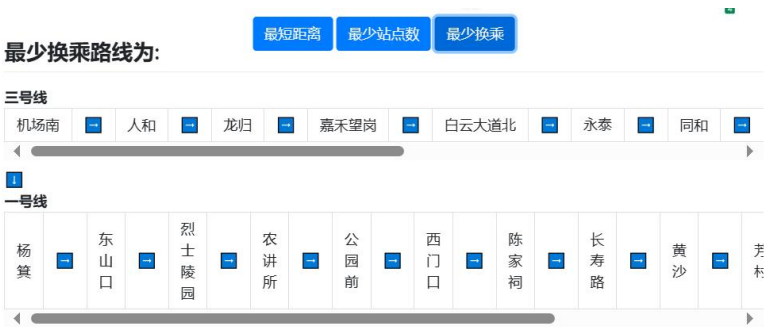 最短距离 最少站点数 最少换乘
最少换乘路线为:
三号线
机场南 → 人和 → 龙归 → 嘉禾望岗 → 白云大道北 → 永泰 → 同和 →
↓
一号线
杨箕 → 东山口 → 烈士陵园 → 农讲所 → 公园前 → 西门口 → 陈家祠 → 长寿路 → 黄沙 →